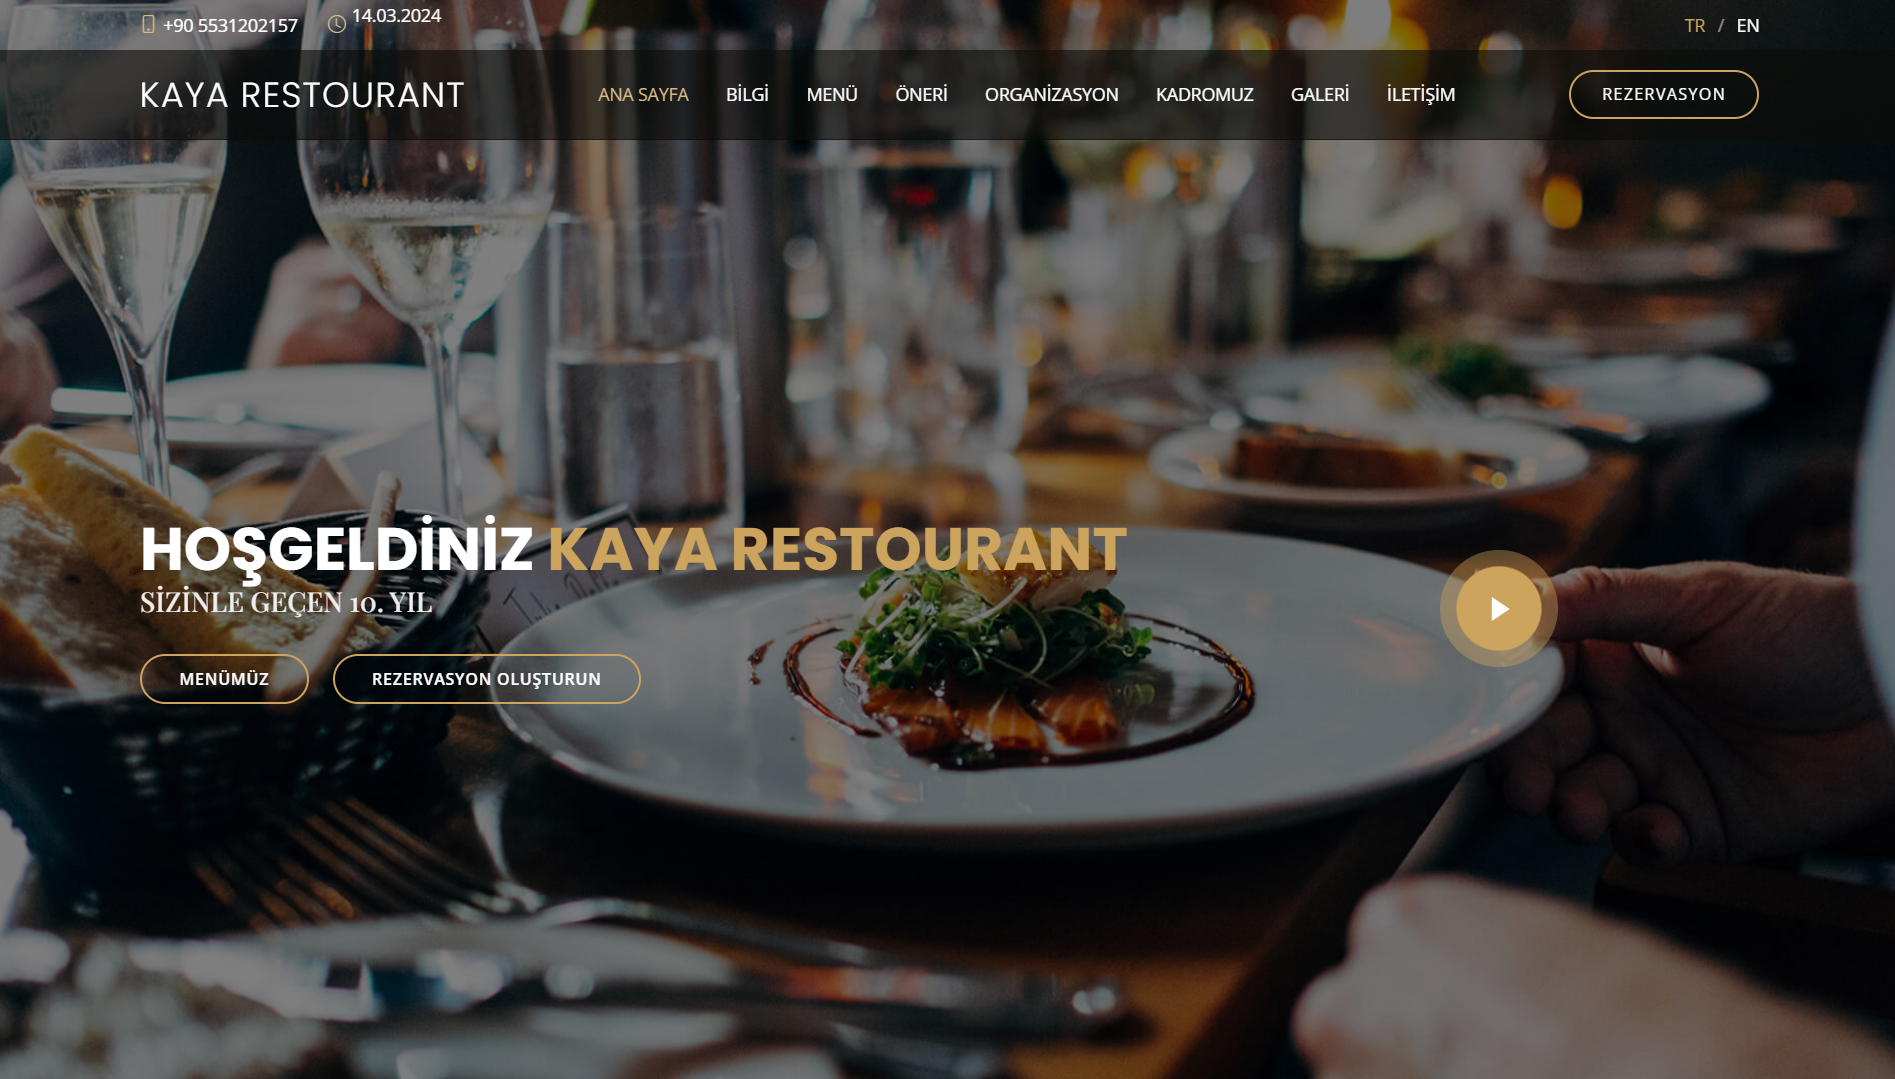 +90 5531202157 14.03.2024 TR / EN
KAYA RESTOURANT ANA SAYFA BİLGİ MENÜ ÖNERİ ORGANİZASYON KADROMUZ GALERİ İLETİŞİM REZERVASYON
HOŞGELDİNİZ KAYA RESTOURANT
SİZİNLE GEÇEN 10. YIL
MENÜMÜZ REZERVASYON OLUŞTURUN